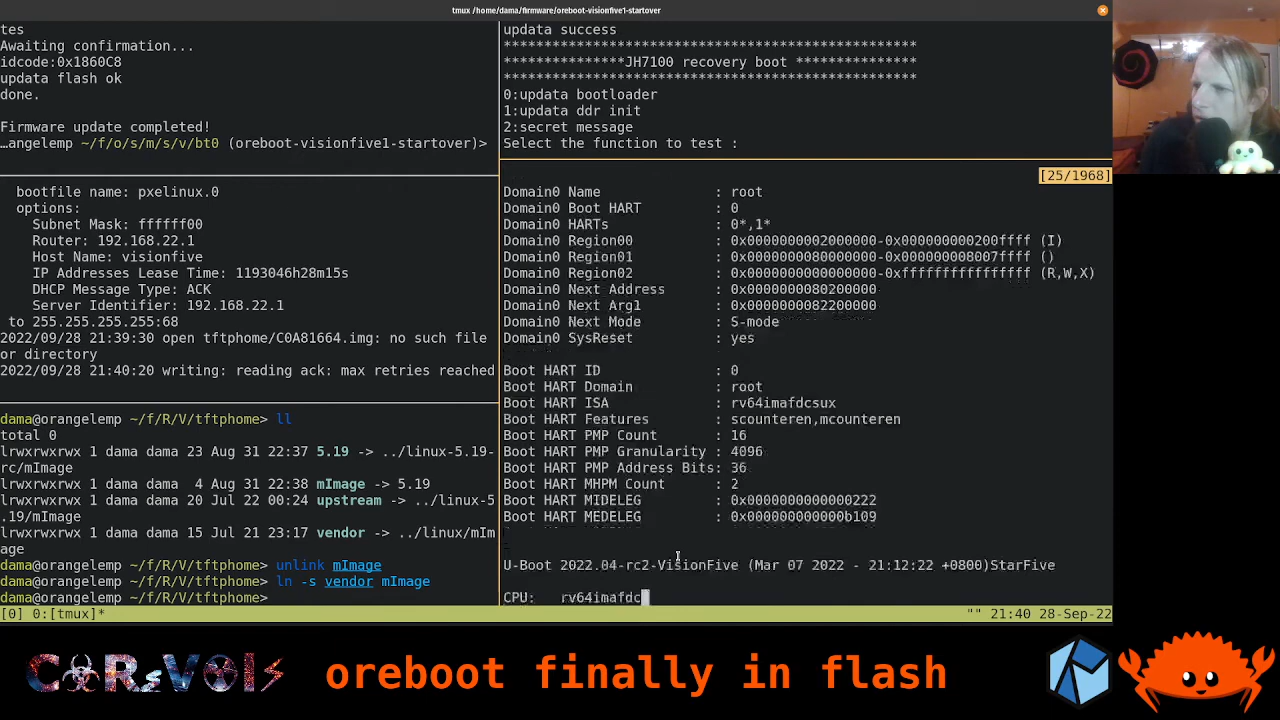 tmux /home/dama/firmware/oreboot-visionfive1-startover
tes
Awaiting confirmation...
idcode:0x1860C8
updata flash ok
done.
Firmware update completed!
…angelemp ~/f/o/s/m/s/v/bt0 (oreboot-visionfive1-startover)>
bootfile name: pxelinux.0
options:
Subnet Mask: ffffff00
Router: 192.168.22.1
Host Name: visionfive
IP Addresses Lease Time: 1193046h28m15s
DHCP Message Type: ACK
Server Identifier: 192.168.22.1
to 255.255.255.255:68
2022/09/28 21:39:30 open tftphome/C0A81664.img: no such file
or directory
2022/09/28 21:40:20 writing: reading ack: max retries reached
dama@orangelemp ~/f/R/V/tftphome> ll
total 0
lrwxrwxrwx 1 dama dama 23 Aug 31 22:37 5.19 -> ../linux-5.19-
rc/mImage
lrwxrwxrwx 1 dama dama  4 Aug 31 22:38 mImage -> 5.19
lrwxrwxrwx 1 dama dama 20 Jul 22 00:24 upstream -> ../linux-5
.19/mImage
lrwxrwxrwx 1 dama dama 15 Jul 21 23:17 vendor -> ../linux/mIm
age
dama@orangelemp ~/f/R/V/tftphome> unlink mImage
dama@orangelemp ~/f/R/V/tftphome> ln -s vendor mImage
dama@orangelemp ~/f/R/V/tftphome>
updata success
*************************************************
***************JH7100 recovery boot **************
*************************************************
0:updata bootloader
1:updata ddr init
2:secret message
Select the function to test :
[25/1968]
Domain0 Name : root
Domain0 Boot HART : 0
Domain0 HARTs : 0*,1*
Domain0 Region00 : 0x0000000002000000-0x000000000200ffff (I)
Domain0 Region01 : 0x0000000080000000-0x000000008007ffff ()
Domain0 Region02 : 0x0000000000000000-0xffffffffffffffff (R,W,X)
Domain0 Next Address : 0x0000000080200000
Domain0 Next Arg1 : 0x0000000082200000
Domain0 Next Mode : S-mode
Domain0 SysReset : yes
Boot HART ID : 0
Boot HART Domain : root
Boot HART ISA : rv64imafdcsux
Boot HART Features : scounteren,mcounteren
Boot HART PMP Count : 16
Boot HART PMP Granularity : 4096
Boot HART PMP Address Bits: 36
Boot HART MHPM Count : 2
Boot HART MIDELEG : 0x0000000000000222
Boot HART MEDELEG : 0x000000000000b109
U-Boot 2022.04-rc2-VisionFive (Mar 07 2022 - 21:12:22 +0800)StarFive
CPU:   rv64imafdc
[0] 0:[tmux]*
"" 21:40 28-Sep-22
oreboot finally in flash